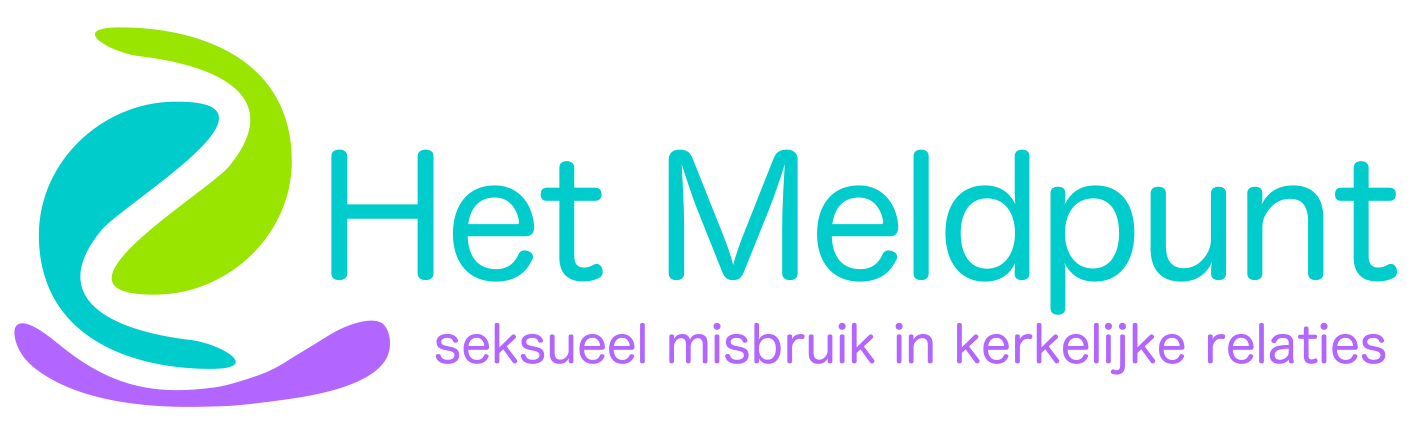 Het Meldpunt
seksueel misbruik in kerkelijke relaties